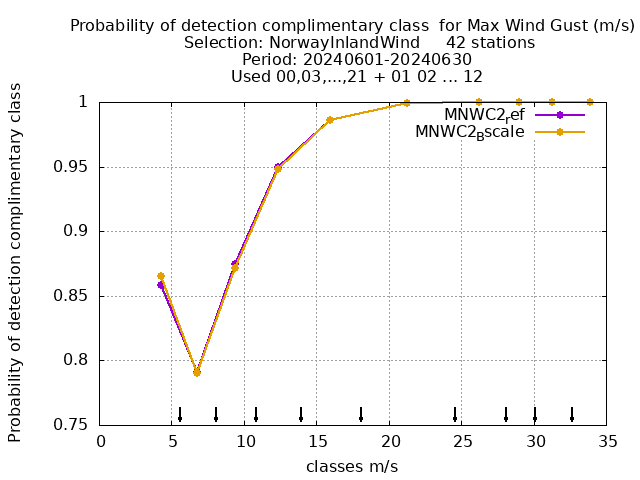 Probability of detection complimentary class  for Max Wind Gust (m/s)
Selection: NorwayInlandWind     42 stations
Period: 20240601-20240630
Used 00,03,...,21 + 01 02 ... 12
Probability of detection complimentary class
1
0.95
0.9
0.85
0.8
0.75
MNWC2ref
MNWC2Bscale
0 5 10 15 20 25 30 35
classes m/s